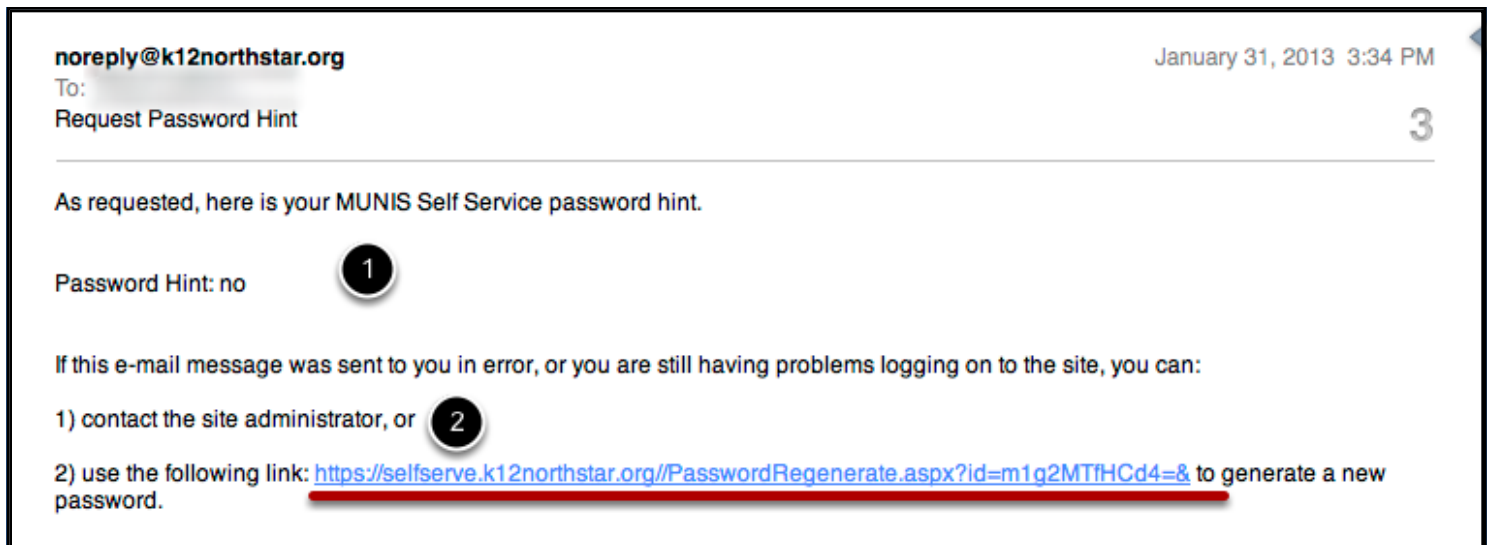 noreply@k12northstar.org
January 31, 2013 3:34 PM
To:
Request Password Hint
3
As requested, here is your MUNIS Self Service password hint.
1
Password Hint: no
If this e-mail message was sent to you in error, or you are still having problems logging on to the site, you can:
1) contact the site administrator, or
2
2) use the following link: https://selfserve.k12northstar.org//PasswordRegenerate.aspx?id=m1g2MTfHCd4=& to generate a new
password.